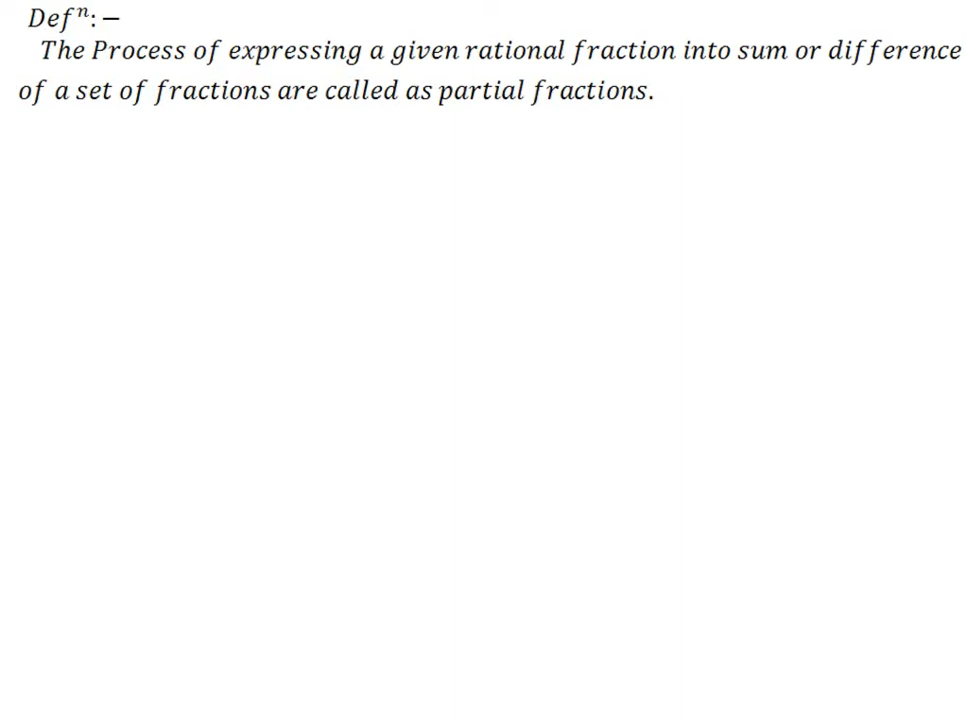 Defⁿ: −
The Process of expressing a given rational fraction into sum or difference
of a set of fractions are called as partial fractions.